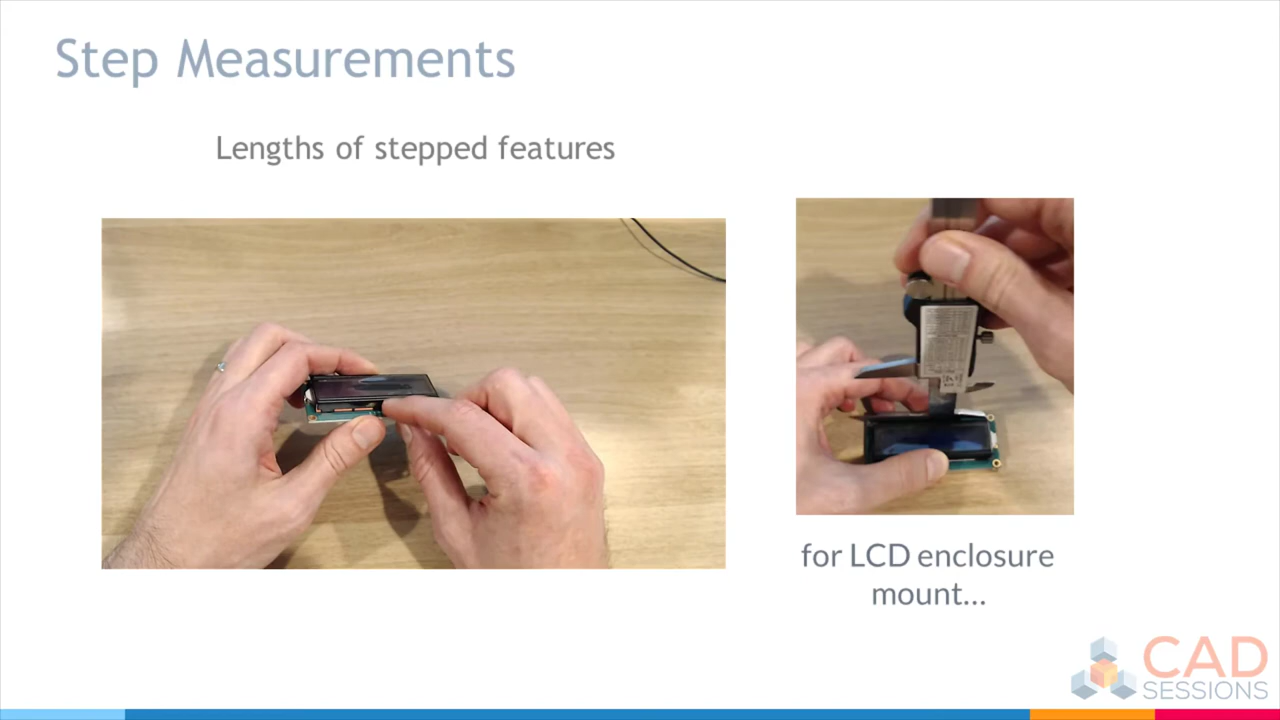 Step Measurements
Lengths of stepped features
for LCD enclosure
mount...
CAD
SESSIONS